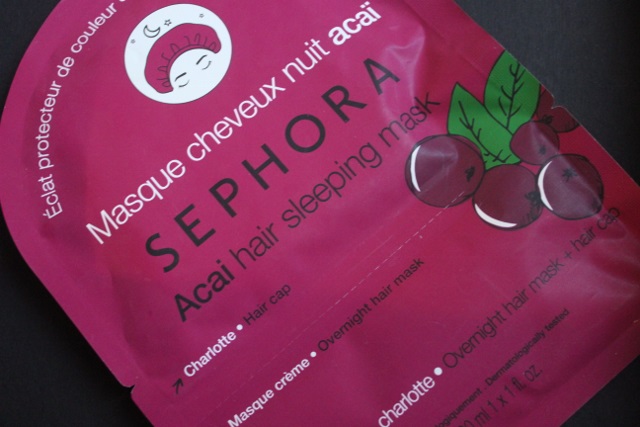 Éclat protecteur de couleur
Masque cheveux nuit acaï
SEPHORA
Acai hair sleeping mask
Charlotte • Hair cap
Masque crème • Overnight hair mask
charlotte • Overnight hair mask + hair cap
Dermatologically tested
1 x 1 fl. oz